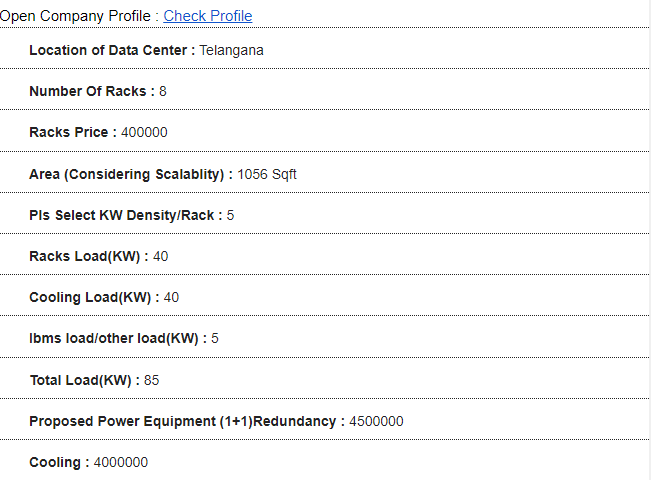 Open Company Profile : Check Profile
Location of Data Center : Telangana
Number Of Racks : 8
Racks Price : 400000
Area (Considering Scalablity) : 1056 Sqft
Pls Select KW Density/Rack : 5
Racks Load(KW) : 40
Cooling Load(KW) : 40
Ibms load/other load(KW) : 5
Total Load(KW) : 85
Proposed Power Equipment (1+1)Redundancy : 4500000
Cooling : 4000000